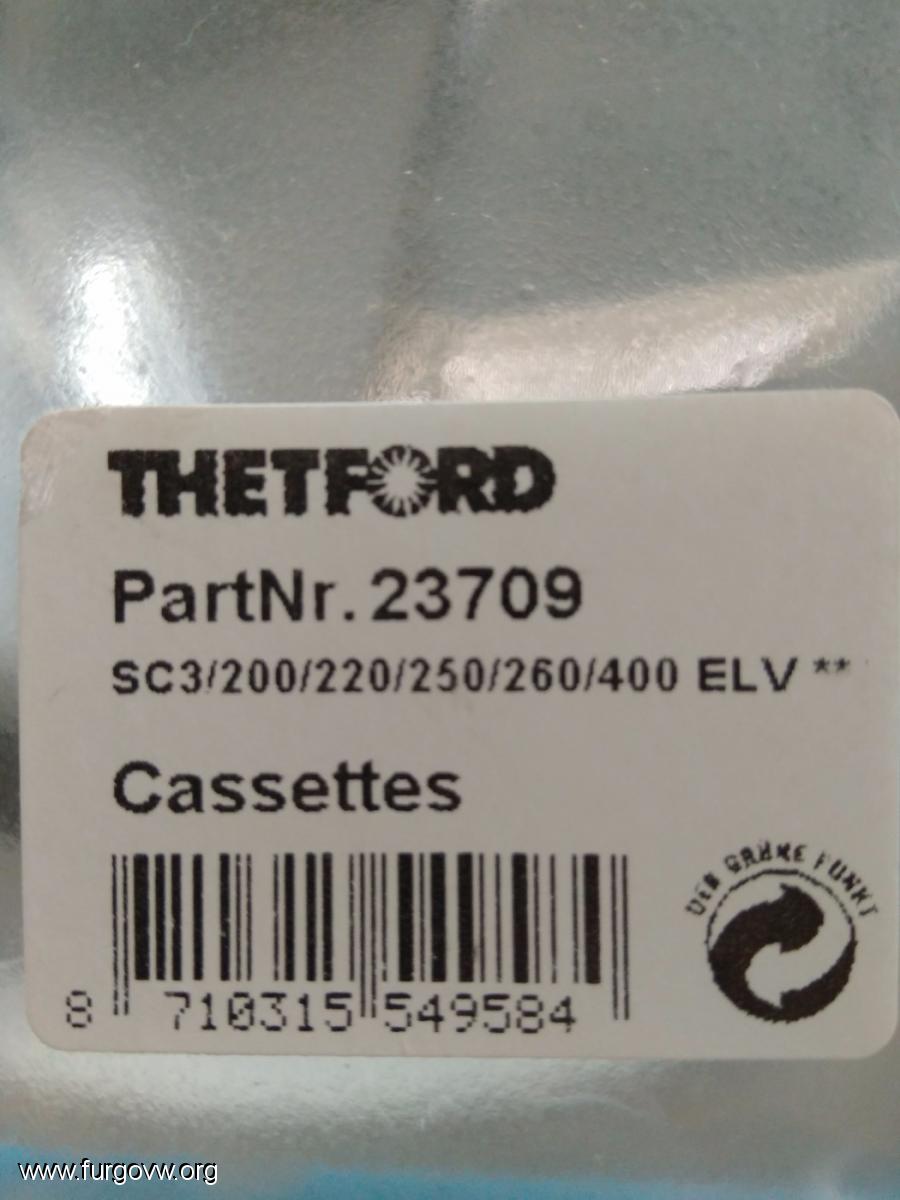 THETFORD
PartNr. 23709
SC3/200/220/250/260/400 ELV **
Cassettes
DER GRÜNE PUNKT
8 710315 549584
www.furgovw.org